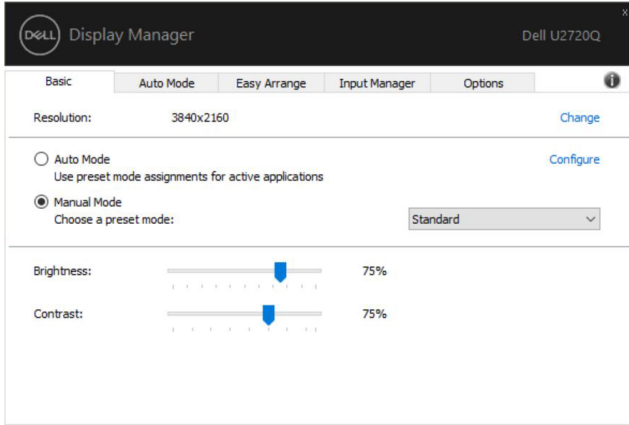 DELL Display Manager
Dell U2720Q
x
Basic Auto Mode Easy Arrange Input Manager Options i
Resolution: 3840x2160 Change
Auto Mode Configure
Use preset mode assignments for active applications
Manual Mode
Choose a preset mode: Standard
Brightness: 75%
Contrast: 75%